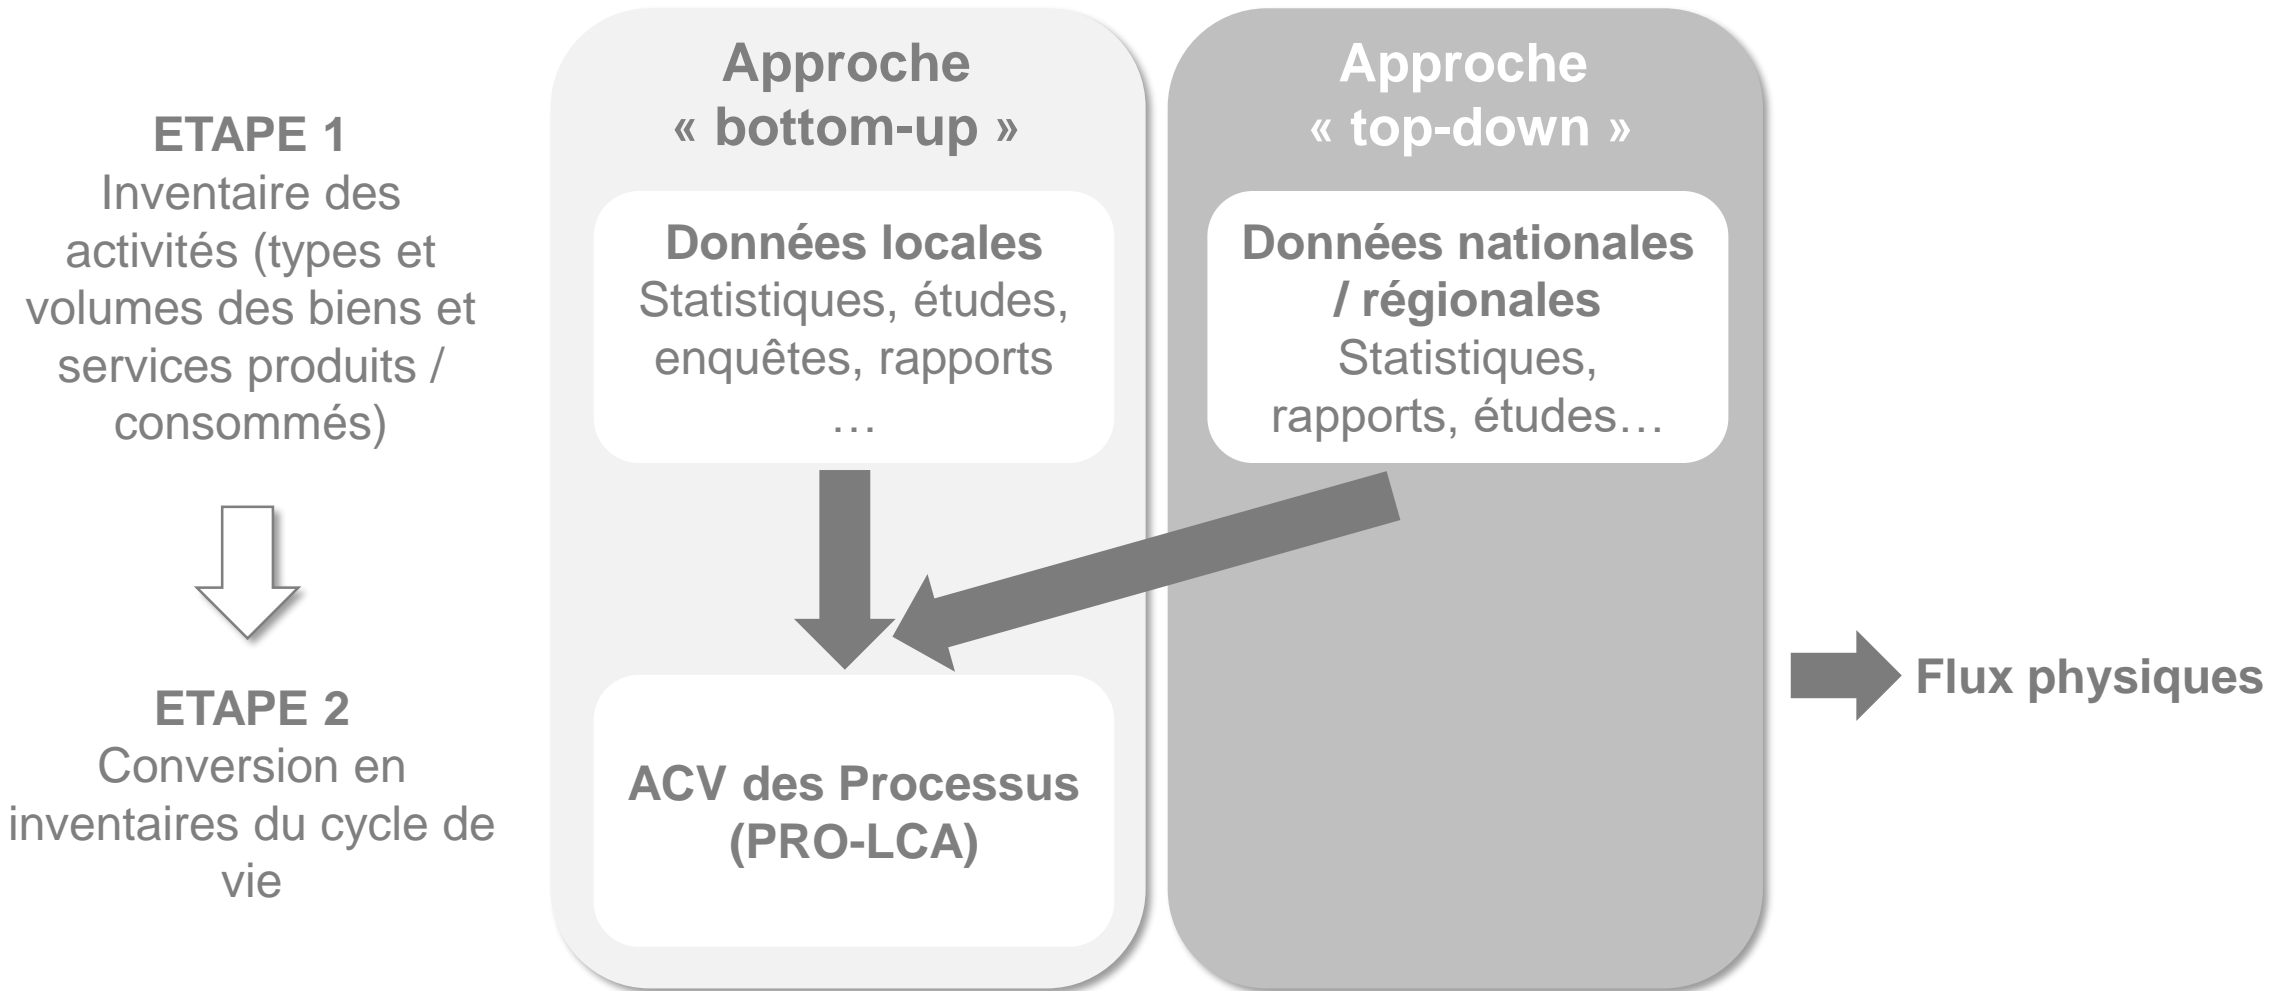 ETAPE 1
Inventaire des
activités (types et
volumes des biens et
services produits /
consommés)
ETAPE 2
Conversion en
inventaires du cycle de
vie
Approche
« bottom-up »
Données locales
Statistiques, études,
enquêtes, rapports
…
ACV des Processus
(PRO-LCA)
Approche
« top-down »
Données nationales
/ régionales
Statistiques,
rapports, études…
Flux physiques